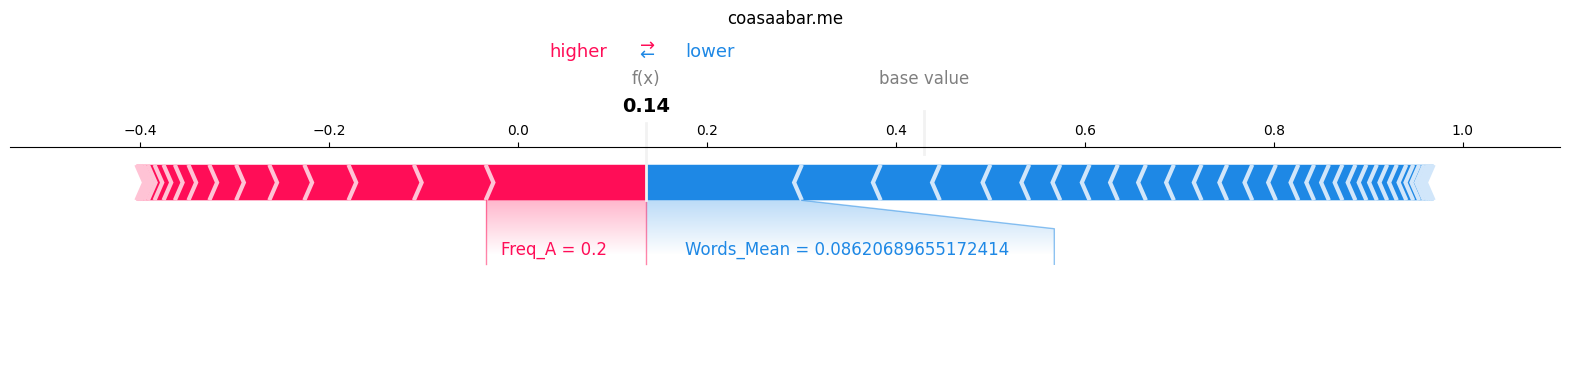 coasaabar.me
higher ⇄ lower
f(x) base value
0.14
−0.4 −0.2 0.0 0.2 0.4 0.6 0.8 1.0
Freq_A = 0.2 Words_Mean = 0.08620689655172414